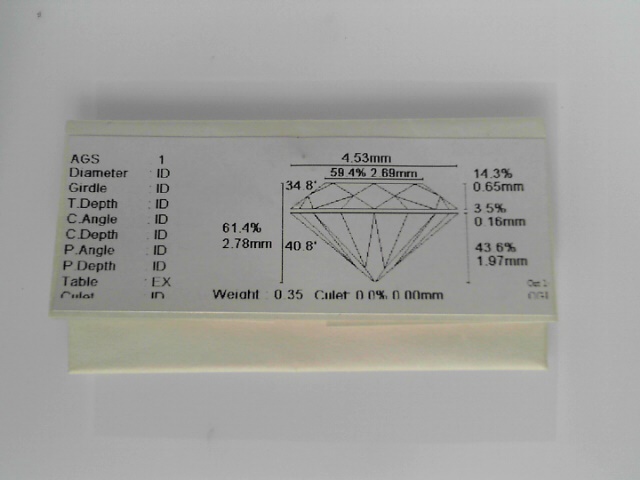 AGS 1
Diameter : ID
Girdle : ID
T.Depth : ID
C.Angle : ID
C.Depth : ID
P.Angle : ID
P.Depth : ID
Table : EX
Culet ID
61.4%
2.78mm
4.53mm
59.4% 2.69mm
34.8°
40.8°
14.3%
0.65mm
3.5%
0.16mm
43.6%
1.97mm
Weight : 0.35 Culet: 0.0% 0.00mm